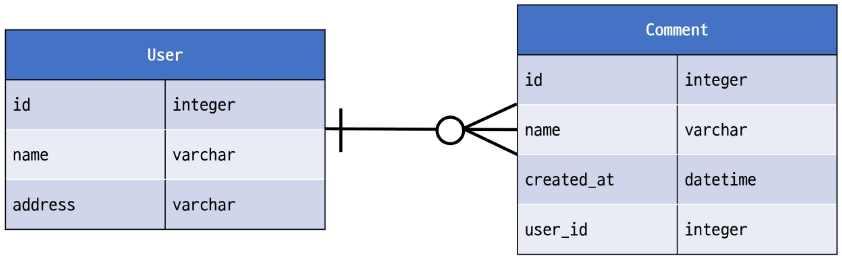 User
id integer
name varchar
address varchar
Comment
id integer
name varchar
created_at datetime
user_id integer